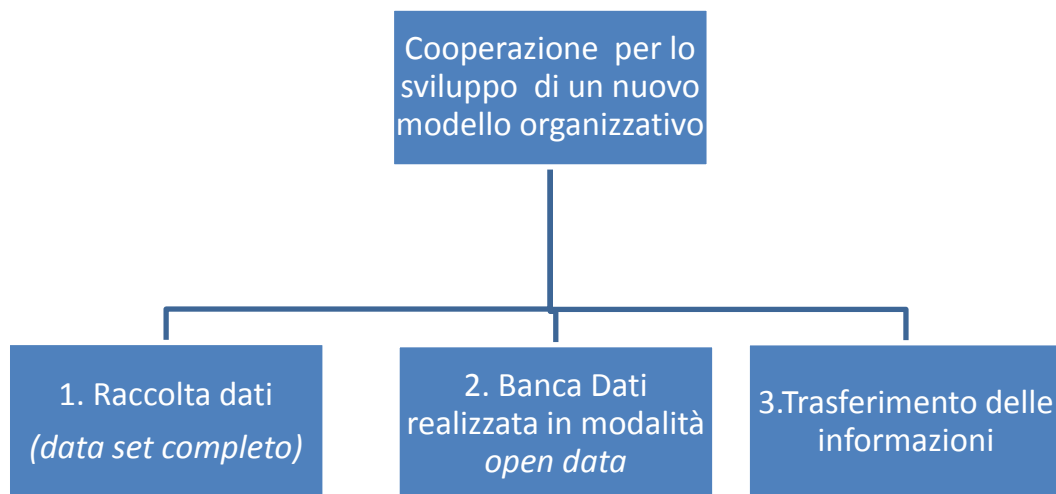 Cooperazione per lo
sviluppo di un nuovo
modello organizzativo
1. Raccolta dati
(data set completo)
2. Banca Dati
realizzata in modalità
open data
3.Trasferimento delle
informazioni